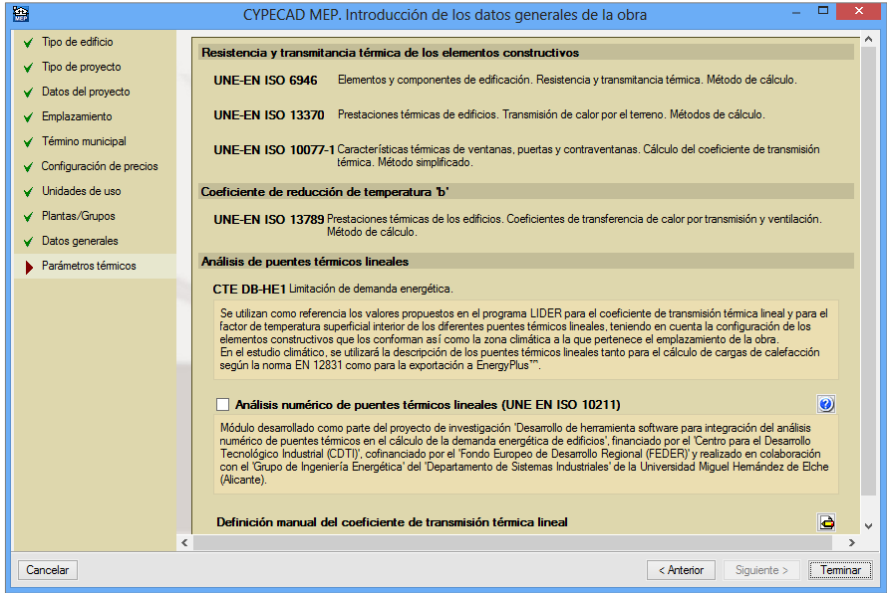 CYPECAD MEP. Introducción de los datos generales de la obra
MEP
Tipo de edificio
Tipo de proyecto
Datos del proyecto
Emplazamiento
Término municipal
Configuración de precios
Unidades de uso
Plantas/Grupos
Datos generales
Parámetros térmicos
Resistencia y transmitancia térmica de los elementos constructivos
UNE-EN ISO 6946 Elementos y componentes de edificación. Resistencia y transmitancia térmica. Método de cálculo.
UNE-EN ISO 13370 Prestaciones térmicas de edificios. Transmisión de calor por el terreno. Métodos de cálculo.
UNE-EN ISO 10077-1 Características térmicas de ventanas, puertas y contraventanas. Cálculo del coeficiente de transmisión
térmica. Método simplificado.
Coeficiente de reducción de temperatura 'b'
UNE-EN ISO 13789 Prestaciones térmicas de los edificios. Coeficientes de transferencia de calor por transmisión y ventilación.
Método de cálculo.
Análisis de puentes térmicos lineales
CTE DB-HE1 Limitación de demanda energética.
Se utilizan como referencia los valores propuestos en el programa LIDER para el coeficiente de transmisión térmica lineal y para el
factor de temperatura superficial interior de los diferentes puentes térmicos lineales, teniendo en cuenta la configuración de los
elementos constructivos que los conforman así como la zona climática a la que pertenece el emplazamiento de la obra.
En el estudio climático, se utilizará la descripción de los puentes térmicos lineales tanto para el cálculo de cargas de calefacción
según la norma EN 12831 como para la exportación a EnergyPlus™.
Análisis numérico de puentes térmicos lineales (UNE EN ISO 10211)
Módulo desarrollado como parte del proyecto de investigación 'Desarrollo de herramienta software para integración del análisis
numérico de puentes térmicos en el cálculo de la demanda energética de edificios', financiado por el 'Centro para el Desarrollo
Tecnológico Industrial (CDTI)', cofinanciado por el 'Fondo Europeo de Desarrollo Regional (FEDER)' y realizado en colaboración
con el 'Grupo de Ingeniería Energética' del 'Departamento de Sistemas Industriales' de la Universidad Miguel Hernández de Elche
(Alicante).
Definición manual del coeficiente de transmisión térmica lineal
Cancelar
< Anterior
Siguiente >
Terminar